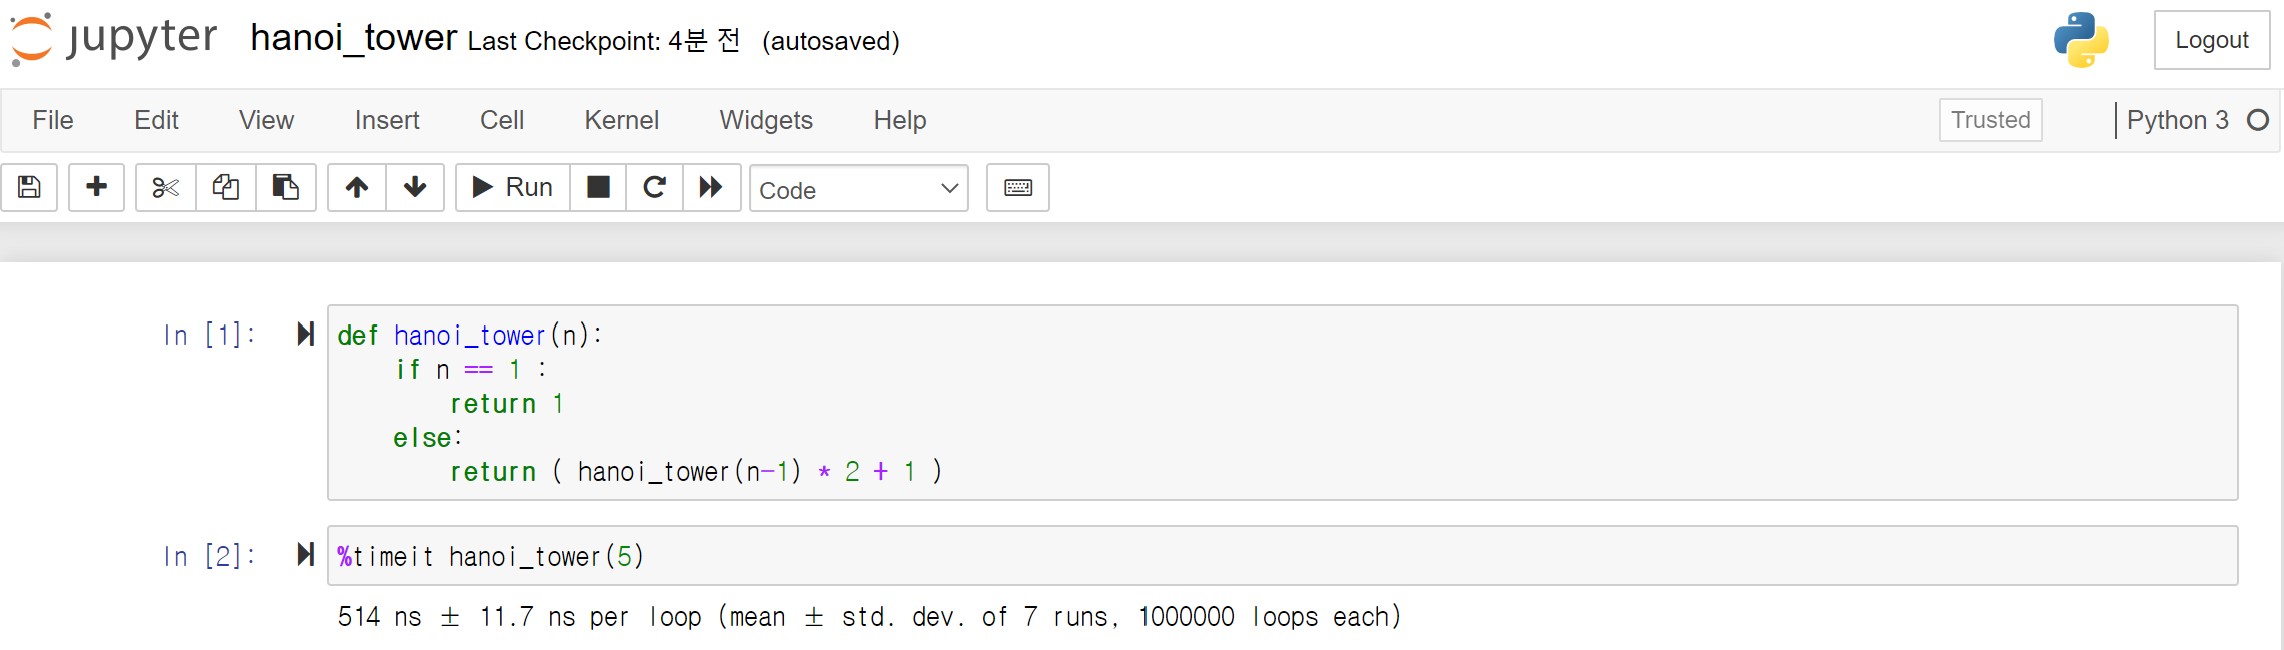 jupyter hanoi_tower Last Checkpoint: 4분 전 (autosaved) Logout
File Edit View Insert Cell Kernel Widgets Help Trusted Python 3
Run Code
In [1]: def hanoi_tower(n):
    if n == 1 :
        return 1
    else:
        return ( hanoi_tower(n-1) * 2 + 1 )
In [2]: %timeit hanoi_tower(5)
514 ns ± 11.7 ns per loop (mean ± std. dev. of 7 runs, 1000000 loops each)